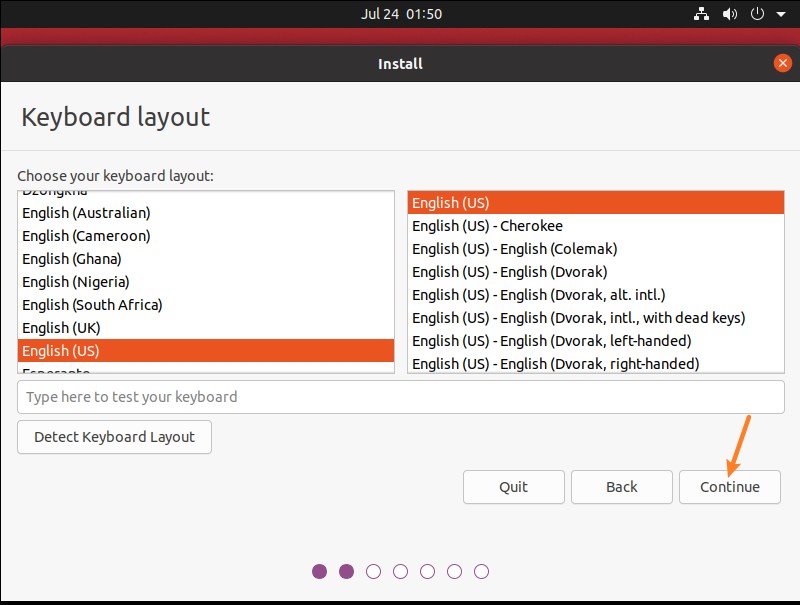 Jul 24 01:50
Install
Keyboard layout
Choose your keyboard layout:
Dzongkha
English (Australian)
English (Cameroon)
English (Ghana)
English (Nigeria)
English (South Africa)
English (UK)
English (US)
Esperanto
English (US)
English (US) - Cherokee
English (US) - English (Colemak)
English (US) - English (Dvorak)
English (US) - English (Dvorak, alt. intl.)
English (US) - English (Dvorak, intl., with dead keys)
English (US) - English (Dvorak, left-handed)
English (US) - English (Dvorak, right-handed)
Type here to test your keyboard
Detect Keyboard Layout
Quit Back Continue